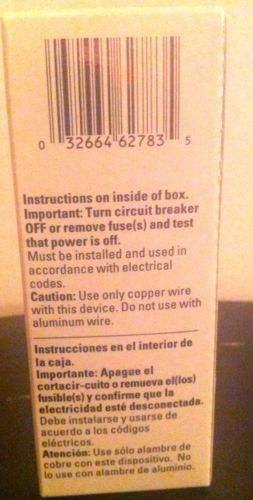 0 32664 62783 5
Instructions on inside of box.
Important: Turn circuit breaker
OFF or remove fuse(s) and test
that power is off.
Must be installed and used in
accordance with electrical
codes.
Caution: Use only copper wire
with this device. Do not use with
aluminum wire.
Instrucciones en el interior de
la caja.
Importante: Apague el
cortacir-cuito o remueva el(los)
fusible(s) y confirme que la
electricidad esté desconectada.
Debe instalarse y usarse de
acuerdo a los códigos
eléctricos.
Atención: Use sólo alambre de
cobre con este dispositivo. No
lo use con alambre de aluminio.